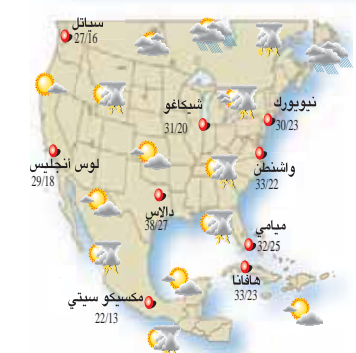 سياتل
27/16
نيويورك
30/23
شيكاغو
31/20
لوس انجليس
29/18
واشنطن
33/22
دالاس
38/27
ميامي
32/25
هافانا
33/23
مكسيكو سيتي
22/13